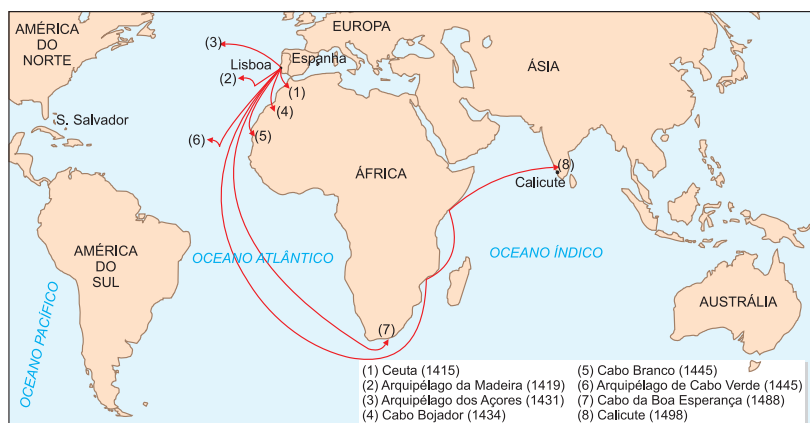 AMÉRICA
DO
NORTE
EUROPA
ÁSIA
(3)
Lisboa
Espanha
(2)
(1)
(4)
S. Salvador
(6)
(5)
(8)
Calicute
ÁFRICA
AMÉRICA
DO
SUL
OCEANO ATLÂNTICO
OCEANO ÍNDICO
OCEANO PACÍFICO
AUSTRÁLIA
(7)
(1) Ceuta (1415)
(2) Arquipélago da Madeira (1419)
(3) Arquipélago dos Açores (1431)
(4) Cabo Bojador (1434)
(5) Cabo Branco (1445)
(6) Arquipélago de Cabo Verde (1445)
(7) Cabo da Boa Esperança (1488)
(8) Calicute (1498)